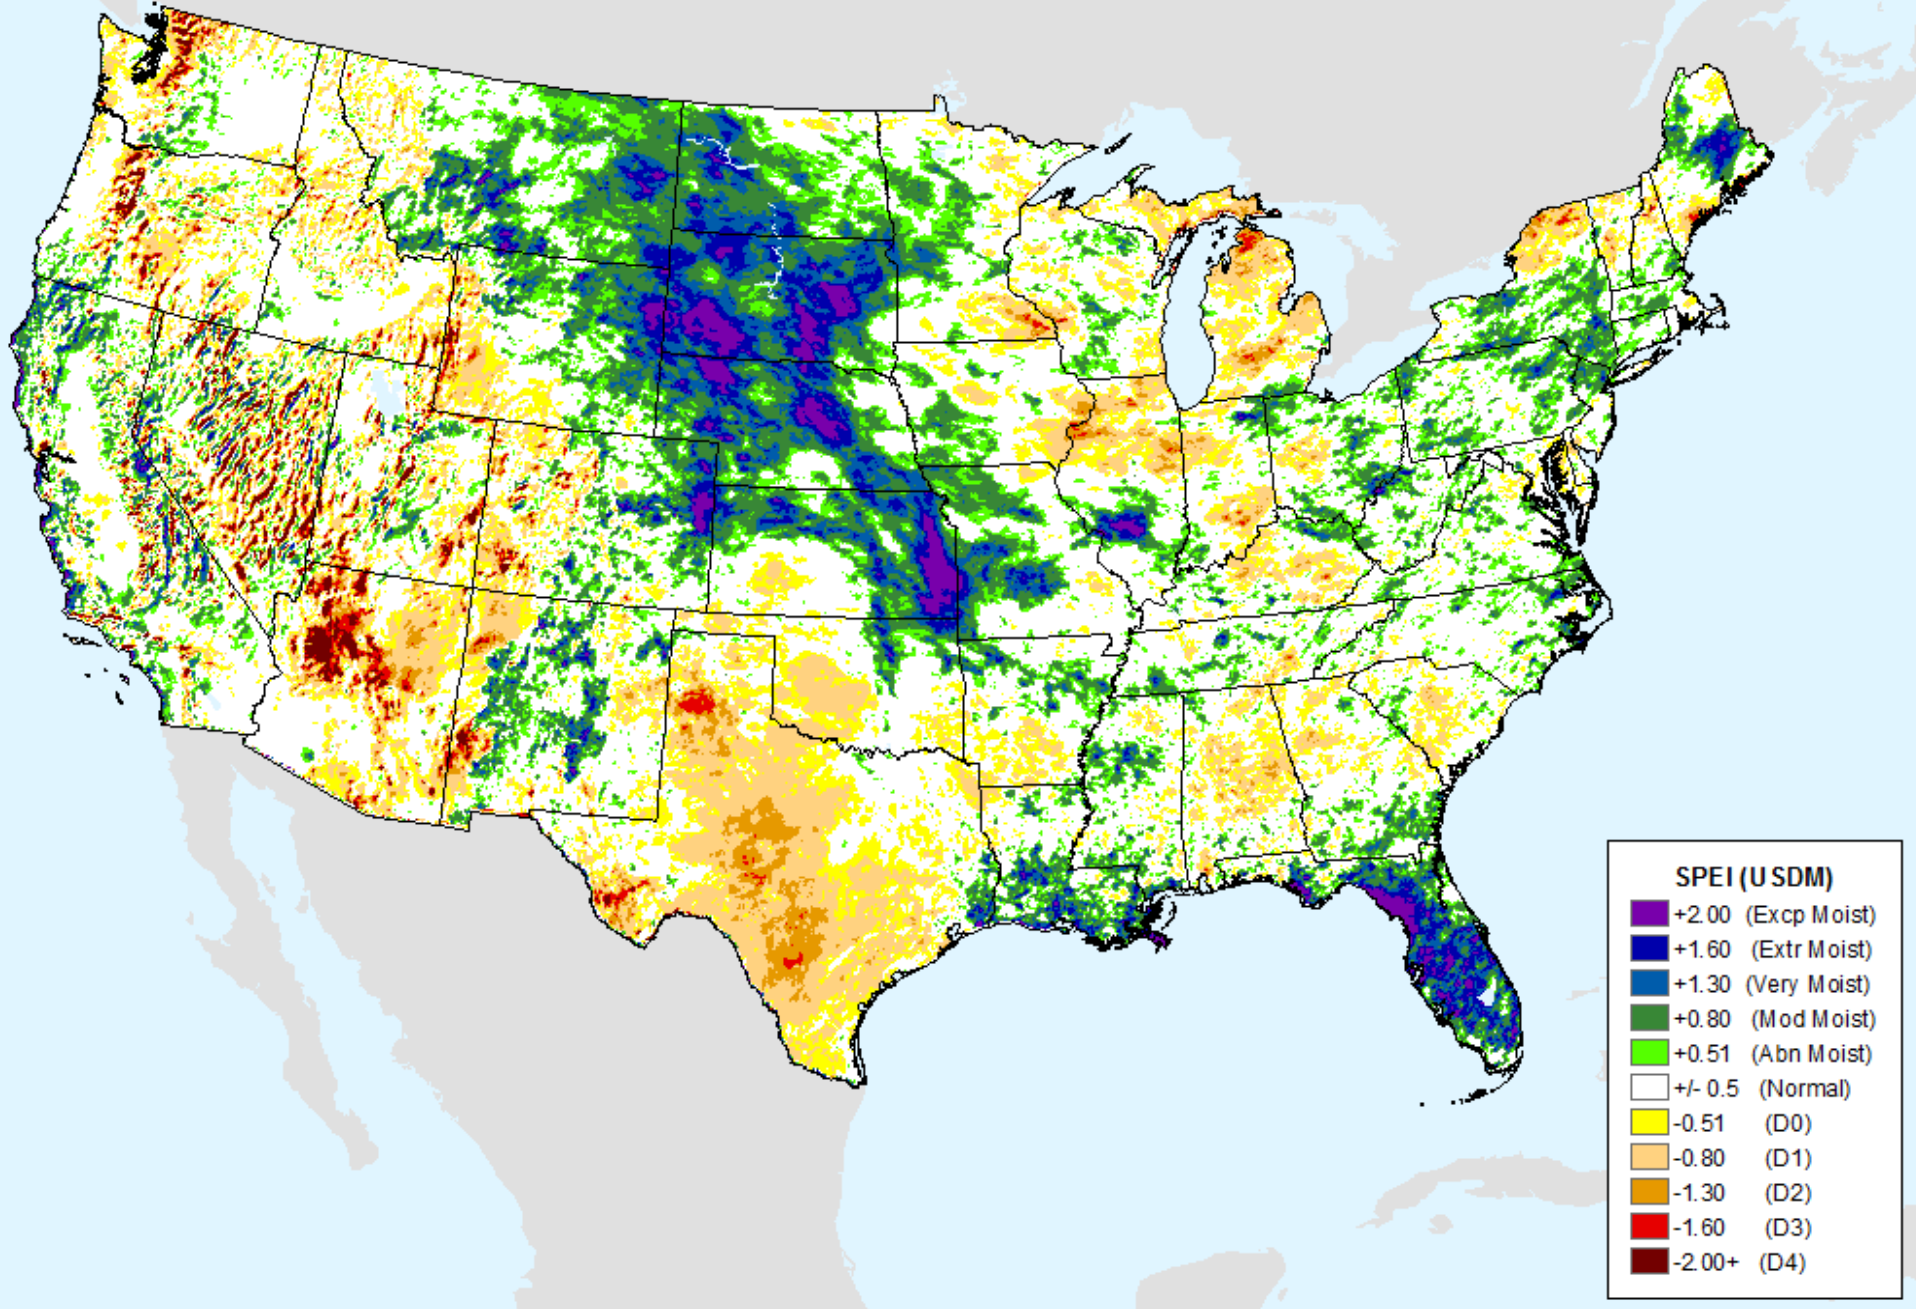 SPEI (USDM)
+2.00 (Excp Moist)
+1.60 (Extr Moist)
+1.30 (Very Moist)
+0.80 (Mod Moist)
+0.51 (Abn Moist)
+/- 0.5 (Normal)
-0.51 (D0)
-0.80 (D1)
-1.30 (D2)
-1.60 (D3)
-2.00+ (D4)